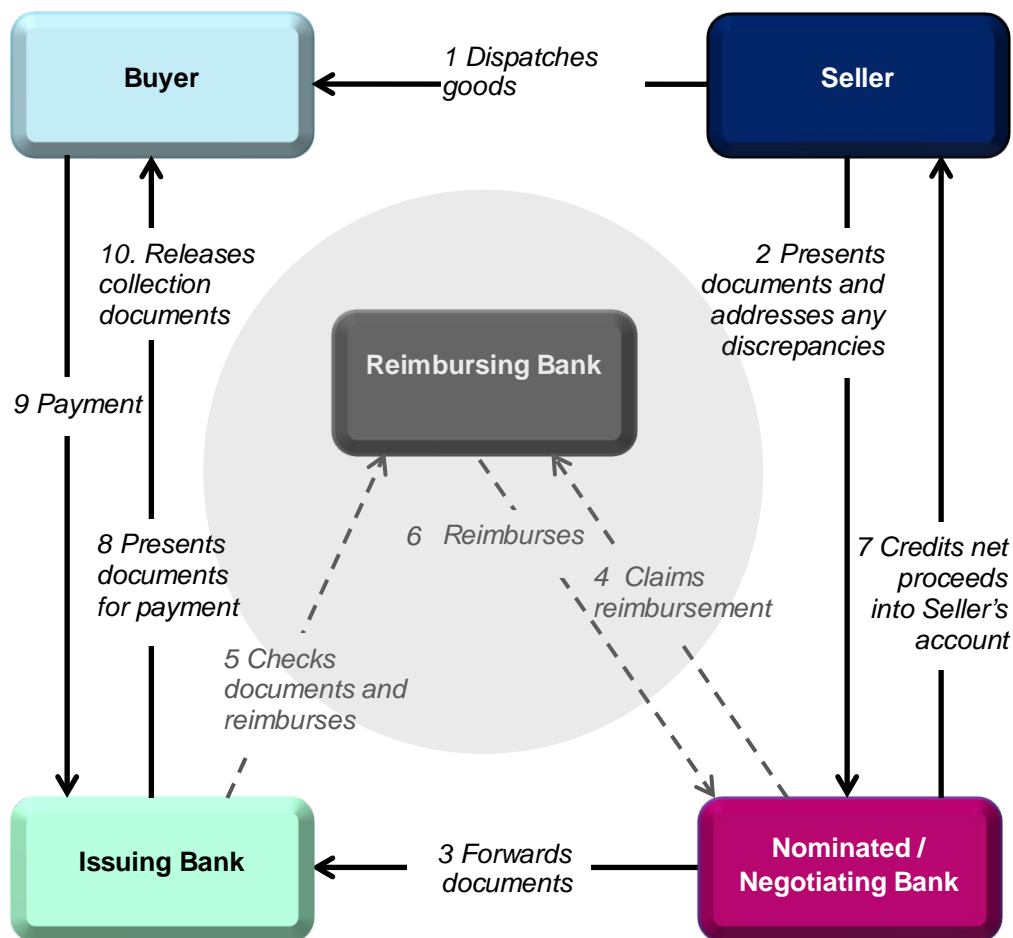 Buyer
1 Dispatches
goods
Seller
10. Releases
collection
documents
2 Presents
documents and
addresses any
discrepancies
Reimbursing Bank
9 Payment
6 Reimburses
8 Presents
documents
for payment
4 Claims
reimbursement
7 Credits net
proceeds
into Seller's
account
5 Checks
documents and
reimburses
Issuing Bank
3 Forwards
documents
Nominated /
Negotiating Bank